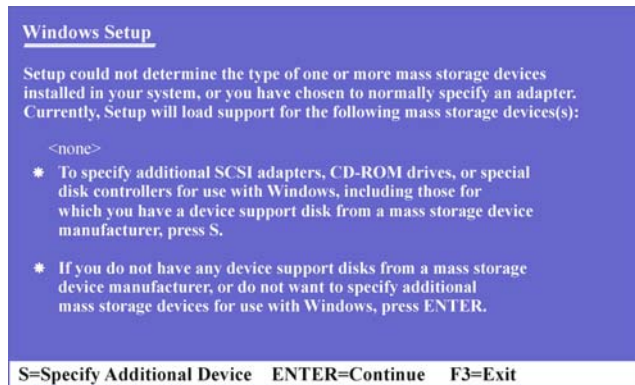 Windows Setup
Setup could not determine the type of one or more mass storage devices
installed in your system, or you have chosen to normally specify an adapter.
Currently, Setup will load support for the following mass storage devices(s):
<none>
* To specify additional SCSI adapters, CD-ROM drives, or special
disk controllers for use with Windows, including those for
which you have a device support disk from a mass storage device
manufacturer, press S.
* If you do not have any device support disks from a mass storage
device manufacturer, or do not want to specify additional
mass storage devices for use with Windows, press ENTER.
S=Specify Additional Device ENTER=Continue F3=Exit